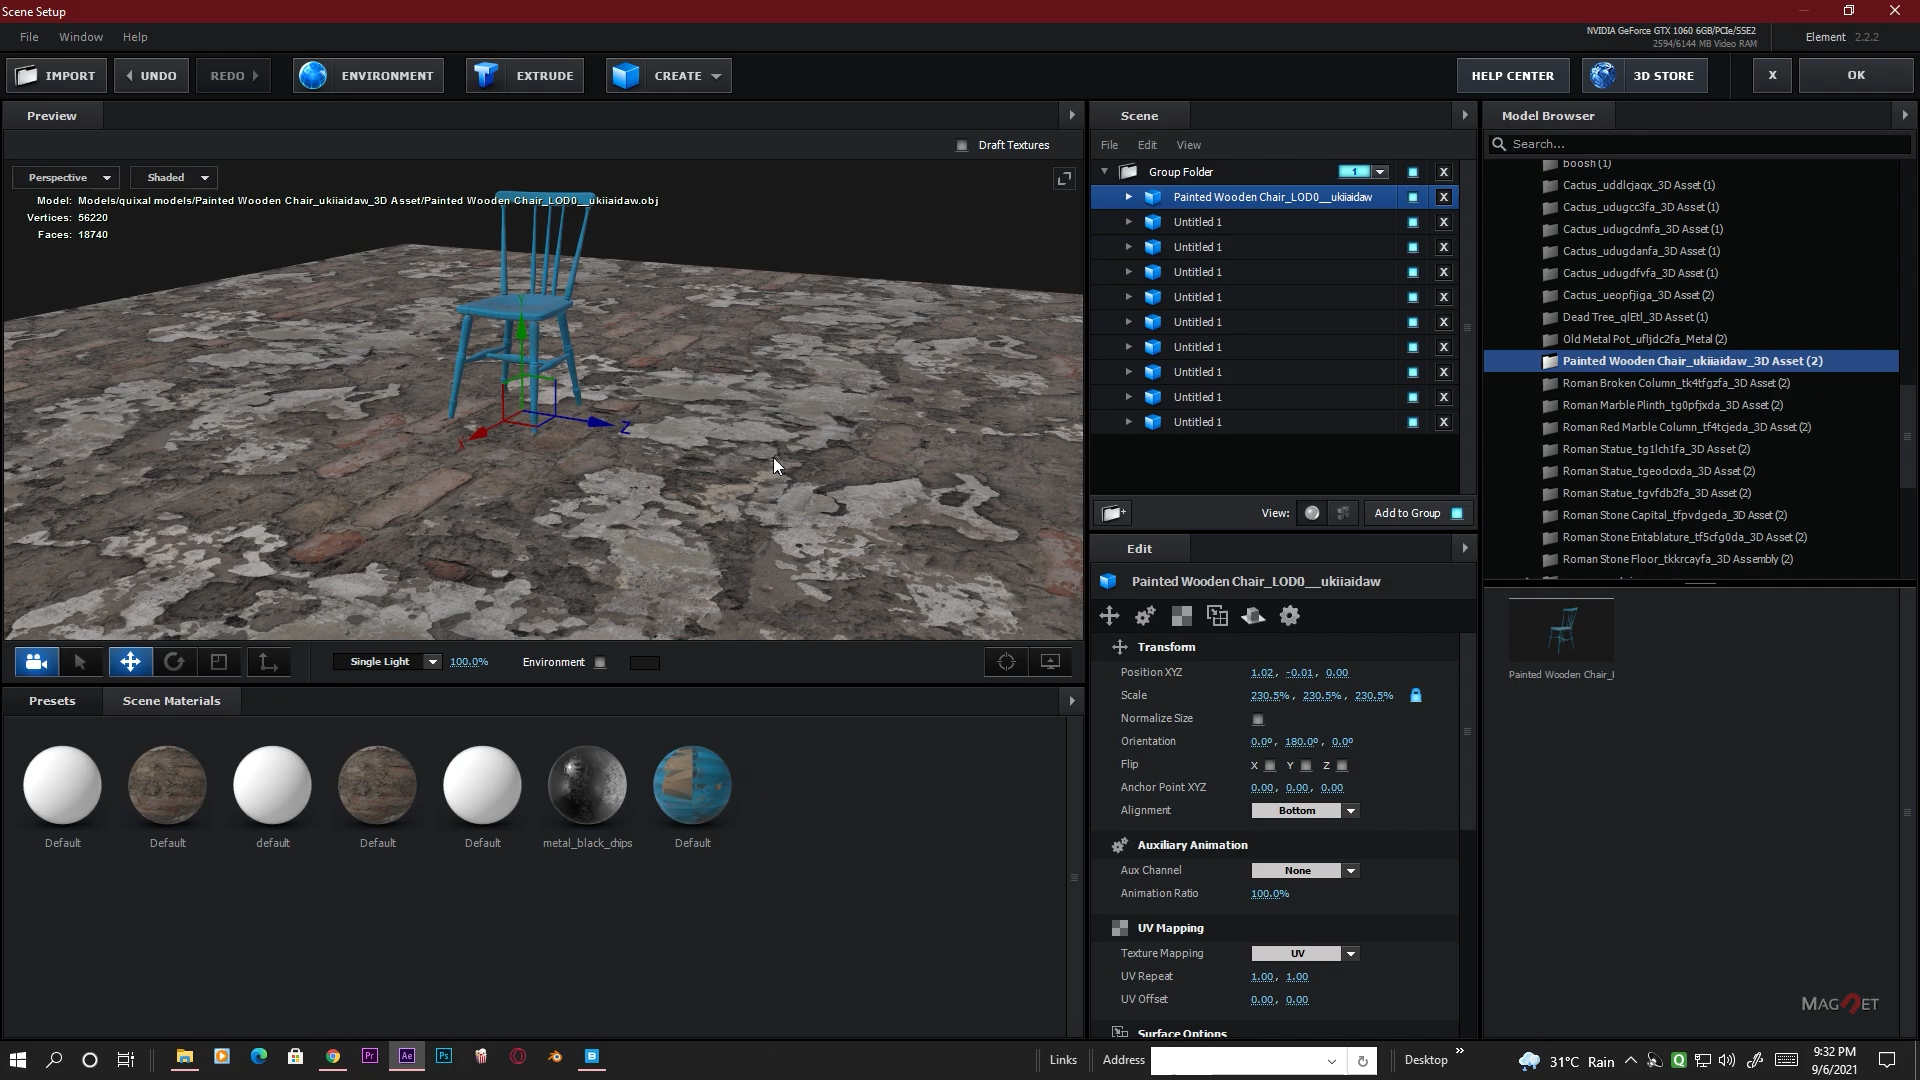 Scene Setup
File Window Help
NVIDIA GeForce GTX 1060 6GB/PCIe/SSE2
2594/6144 MB Video RAM
Element 2.2.2
IMPORT UNDO REDO ENVIRONMENT EXTRUDE CREATE HELP CENTER 3D STORE X OK
Preview
Draft Textures
Perspective Shaded
Model: Models/quixal models/Painted Wooden Chair_ukiiaidaw_3D Asset/Painted Wooden Chair_LOD0__ukiiaidaw.obj
Vertices: 56220
Faces: 18740
Y
X
Z
Single Light 100.0% Environment
Presets Scene Materials
Default
Default
default
Default
Default
metal_black_chips
Default
Scene
File Edit View
Group Folder 1 X
Painted Wooden Chair_LOD0__ukiiaidaw X
Untitled 1 X
Untitled 1 X
Untitled 1 X
Untitled 1 X
Untitled 1 X
Untitled 1 X
Untitled 1 X
Untitled 1 X
Untitled 1 X
View: Add to Group
Edit
Painted Wooden Chair_LOD0__ukiiaidaw
Transform
Position XYZ 1.02, -0.01, 0.00
Scale 230.5%, 230.5%, 230.5%
Normalize Size
Orientation 0.0º, 180.0º, 0.0º
Flip X Y Z
Anchor Point XYZ 0.00, 0.00, 0.00
Alignment Bottom
Auxiliary Animation
Aux Channel None
Animation Ratio 100.0%
UV Mapping
Texture Mapping UV
UV Repeat 1.00, 1.00
UV Offset 0.00, 0.00
Surface Options
Model Browser
Search...
boosh (1)
Cactus_uddlcjaqx_3D Asset (1)
Cactus_udugcc3fa_3D Asset (1)
Cactus_udugcdmfa_3D Asset (1)
Cactus_udugdanfa_3D Asset (1)
Cactus_udugdfvfa_3D Asset (1)
Cactus_ueopfjiga_3D Asset (2)
Dead Tree_qlEtl_3D Asset (1)
Old Metal Pot_ufljdc2fa_Metal (2)
Painted Wooden Chair_ukiiaidaw_3D Asset (2)
Roman Broken Column_tk4tfgzfa_3D Asset (2)
Roman Marble Plinth_tg0pfjxda_3D Asset (2)
Roman Red Marble Column_tf4tcjeda_3D Asset (2)
Roman Statue_tg1lch1fa_3D Asset (2)
Roman Statue_tgeodcxda_3D Asset (2)
Roman Statue_tgvfdb2fa_3D Asset (2)
Roman Stone Capital_tfpvdgeda_3D Asset (2)
Roman Stone Entablature_tf5cfg0da_3D Asset (2)
Roman Stone Floor_tkkrcayfa_3D Assembly (2)
Painted Wooden Chair_l
MAGNET
Links Address Desktop » 31°C Rain 9:32 PM
9/6/2021